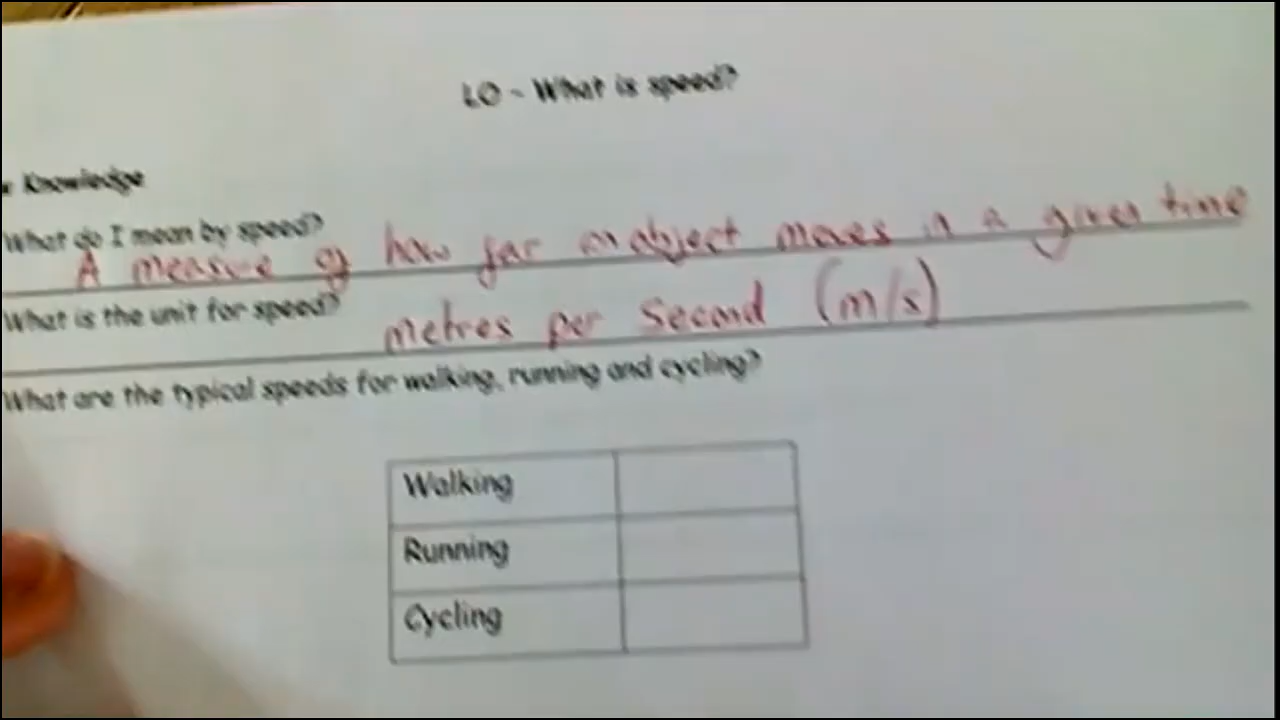 LO - What is speed?
Knowledge
What do I mean by speed?
A measure of how far an object moves in a given time
What is the unit for speed?
metres per second (m/s)
What are the typical speeds for walking, running and cycling?
Walking
Running
Cycling